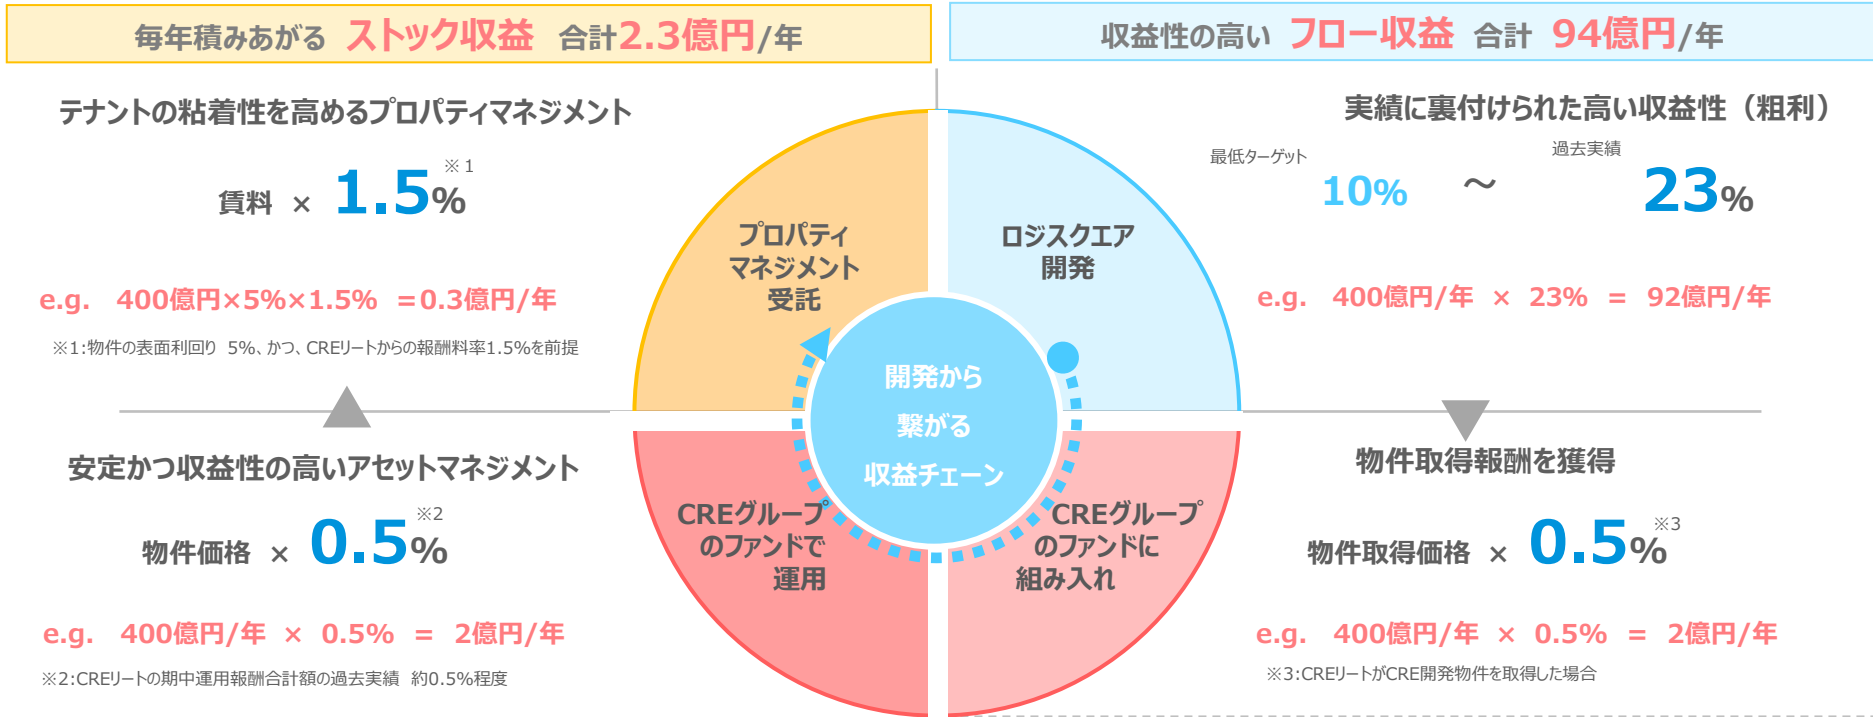 毎年積みあがる ストック収益 合計2.3億円/年
収益性の高い フロー収益 合計 94億円/年
テナントの粘着性を高めるプロパティマネジメント
賃料 × 1.5% ※1
e.g. 400億円×5%×1.5% =0.3億円/年
※1:物件の表面利回り 5%、かつ、CREリートからの報酬料率1.5%を前提
安定かつ収益性の高いアセットマネジメント
物件価格 × 0.5% ※2
e.g. 400億円/年 × 0.5% = 2億円/年
※2:CREリートの期中運用報酬合計額の過去実績 約0.5%程度
プロパティ
マネジメント
受託
ロジスクエア
開発
開発から
繋がる
収益チェーン
CREグループ
のファンドで
運用
CREグループ
のファンドに
組み入れ
実績に裏付けられた高い収益性（粗利）
最低ターゲット
過去実績
10% ～ 23%
e.g. 400億円/年 × 23% = 92億円/年
物件取得報酬を獲得
物件取得価格 × 0.5% ※3
e.g. 400億円/年 × 0.5% = 2億円/年
※3:CREリートがCRE開発物件を取得した場合